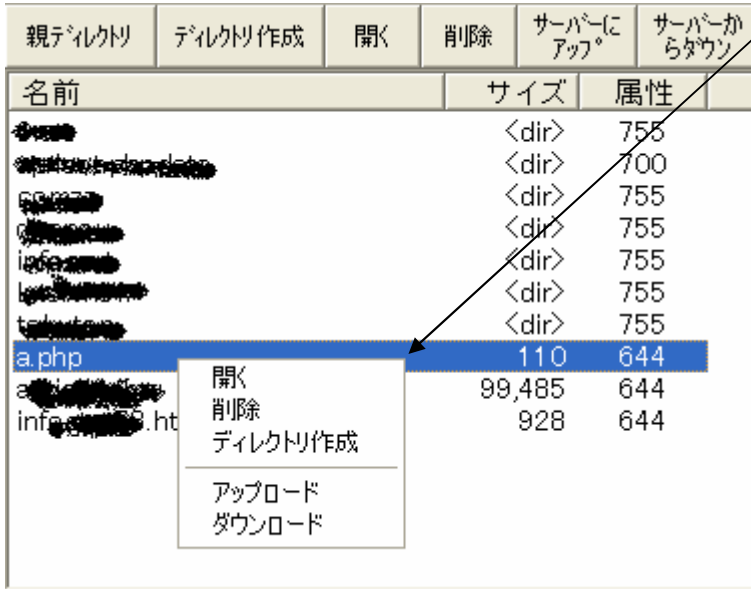 親ディレクトリ ディレクトリ作成 開く 削除 サーバーにアップ サーバーからダウン
名前 サイズ 属性
<dir> 755
<dir> 700
<dir> 755
<dir> 755
<dir> 755
<dir> 755
<dir> 755
a.php 110 644
99,485 644
928 644
開く
削除
ディレクトリ作成
アップロード
ダウンロード